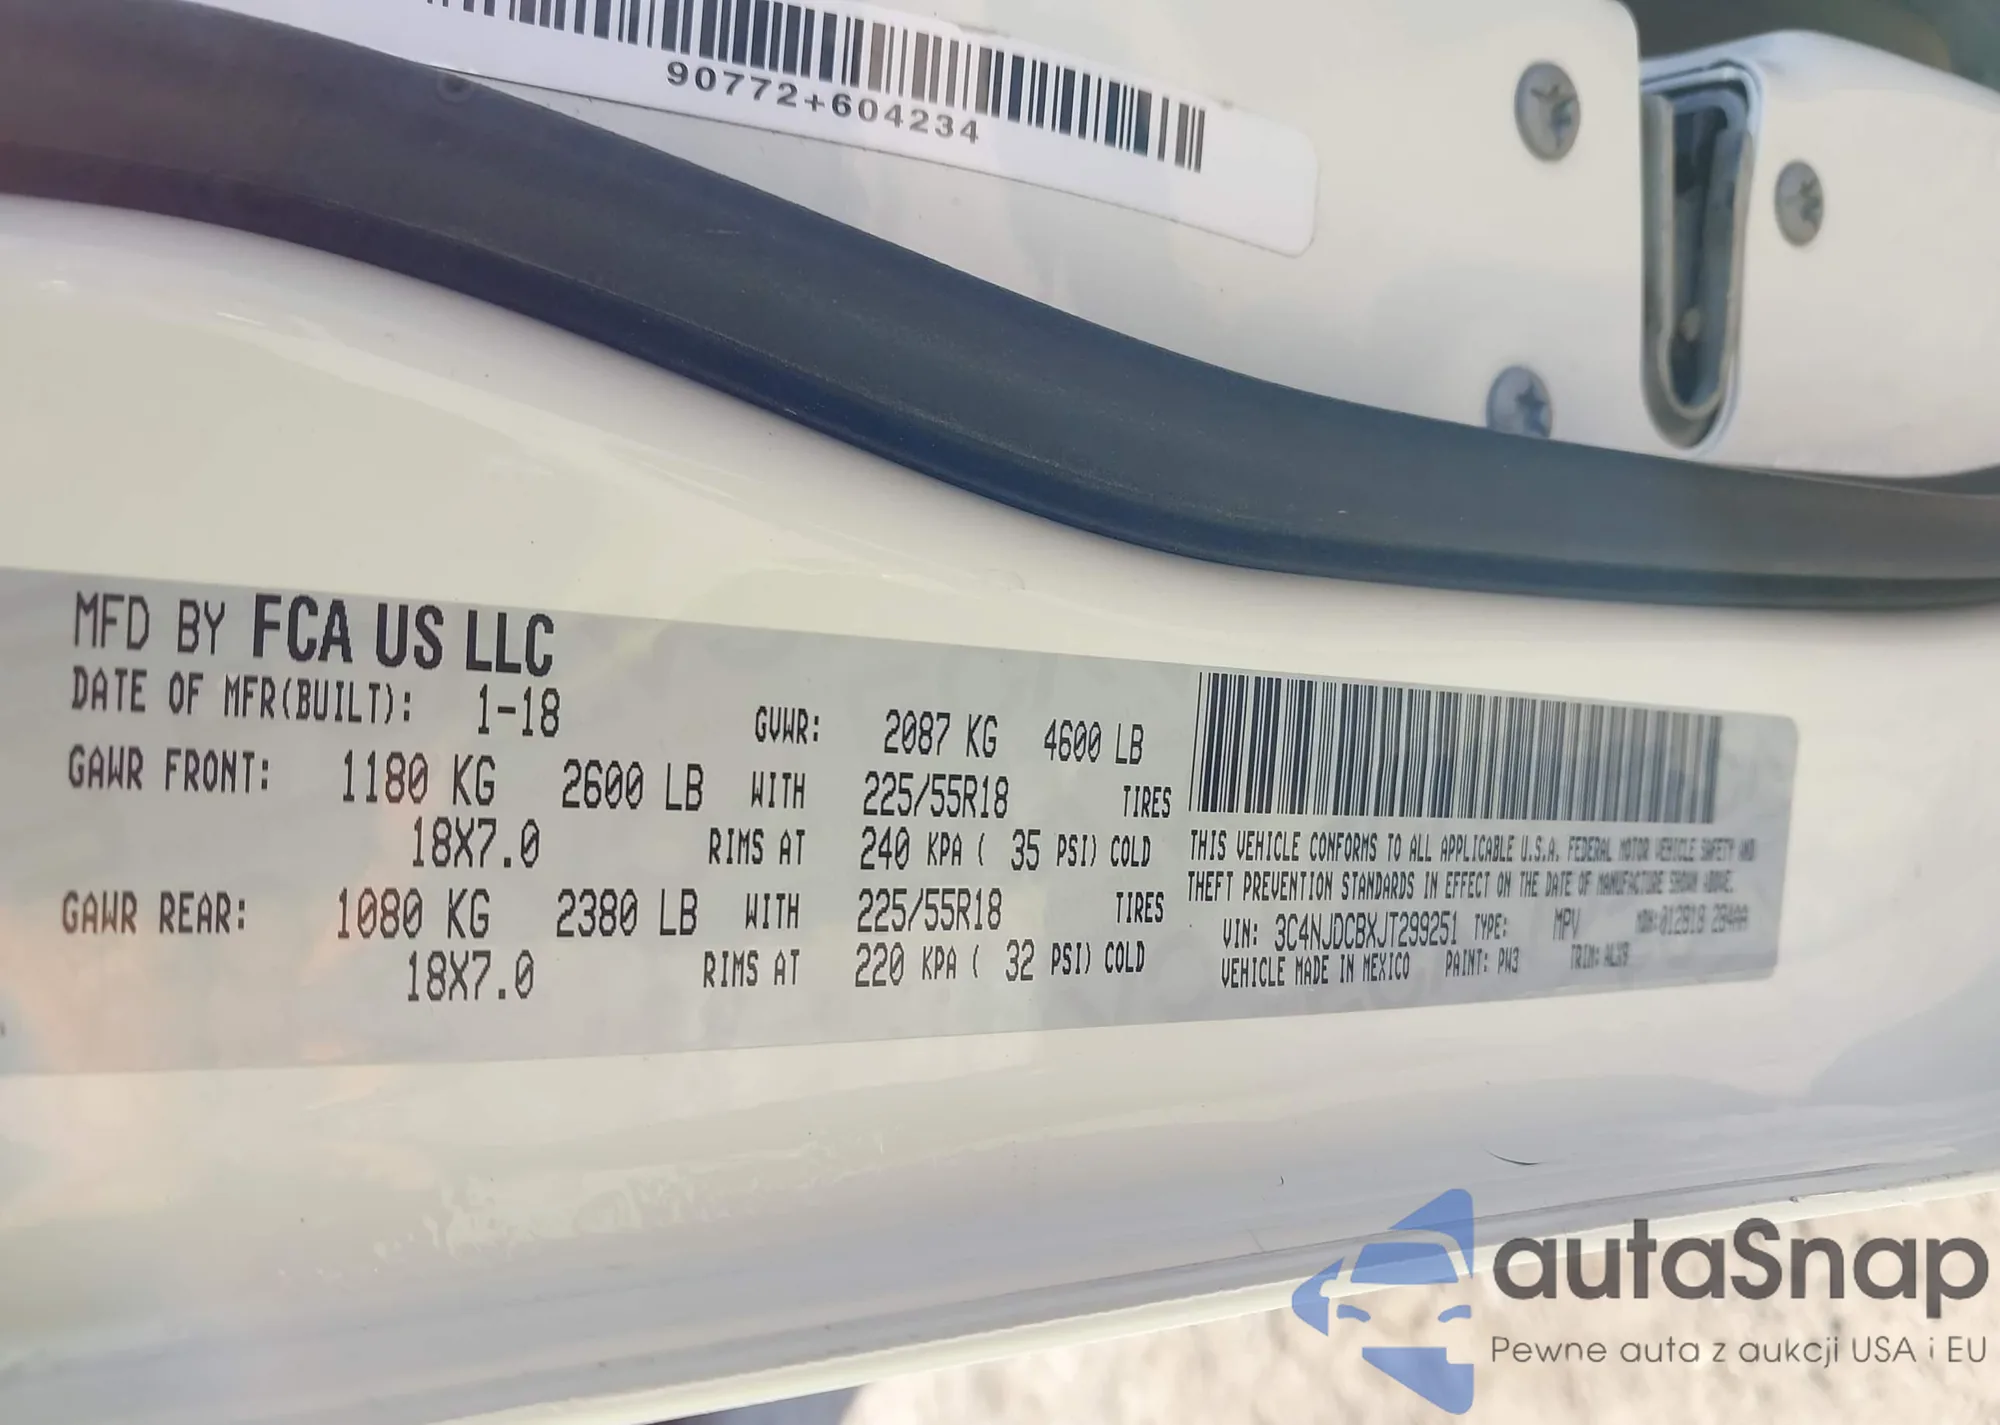 90772+604234
MFD BY FCA US LLC
DATE OF MFR(BUILT): 1-18
GVWR: 2087 KG 4600 LB
GAWR FRONT: 1180 KG 2600 LB WITH 225/55R18 TIRES
18X7.0 RIMS AT 240 KPA ( 35 PSI) COLD
GAWR REAR: 1080 KG 2380 LB WITH 225/55R18 TIRES
18X7.0 RIMS AT 220 KPA ( 32 PSI) COLD
THIS VEHICLE CONFORMS TO ALL APPLICABLE U.S.A. FEDERAL MOTOR VEHICLE SAFETY AND
THEFT PREVENTION STANDARDS IN EFFECT ON THE DATE OF MANUFACTURE SHOWN ABOVE.
VIN: 3C4NJDCBXJT299251 TYPE: MPV MDH:
VEHICLE MADE IN MEXICO PAINT: PW3 TRIM:
autaSnap
Pewne auta z aukcji USA i EU